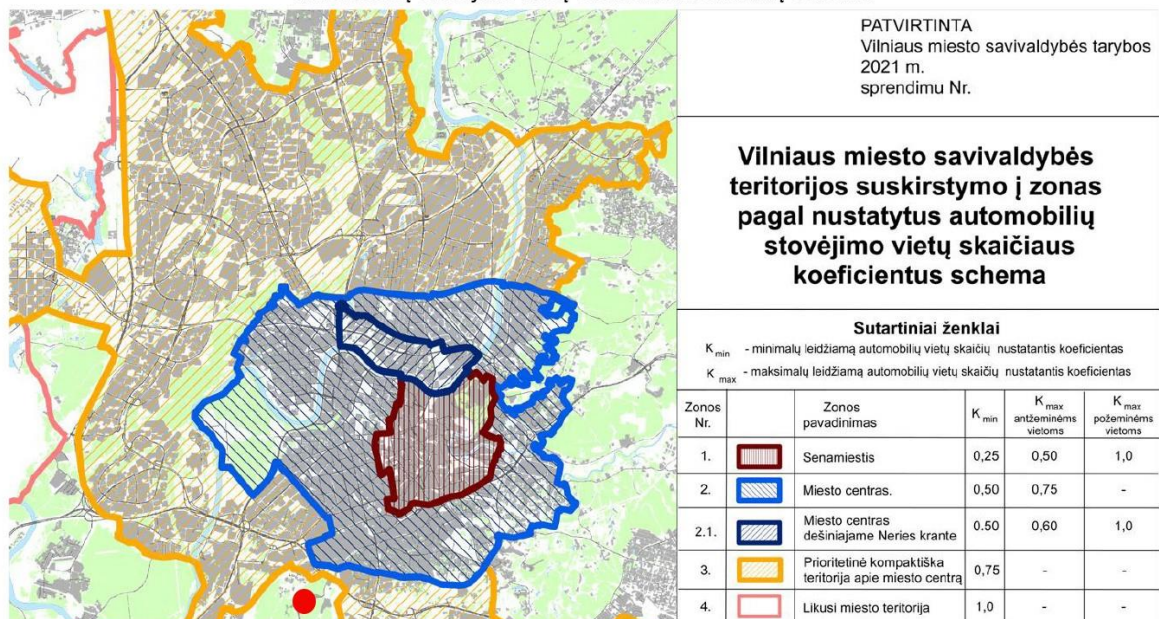 PATVIRTINTA
Vilniaus miesto savivaldybės tarybos
2021 m.
sprendimu Nr.
Vilniaus miesto savivaldybės
teritorijos suskirstymo į zonas
pagal nustatytus automobilių
stovėjimo vietų skaičiaus
koeficientus schema
Sutartiniai ženklai
K min - minimalų leidžiamą automobilių vietų skaičių nustatantis koeficientas
K max - maksimalų leidžiamą automobilių vietų skaičių nustatantis koeficientas
Zonos Nr. Zonos pavadinimas K min K max antžeminėms vietoms K max požeminėms vietoms
1. Senamiestis 0,25 0,50 1,0
2. Miesto centras. 0,50 0,75 -
2.1. Miesto centras dešiniajame Neries krante 0.50 0,60 1,0
3. Prioritetinė kompaktiška teritorija apie miesto centrą 0,75 - -
4. Likusi miesto teritorija 1,0 - -